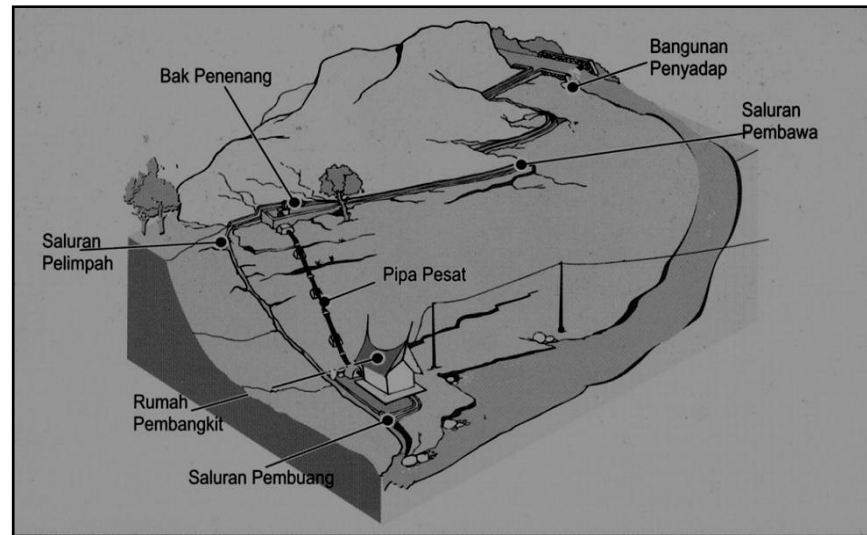 Bangunan
Penyadap
Bak Penenang
Saluran
Pembawa
Saluran
Pelimpah
Pipa Pesat
Rumah
Pembangkit
Saluran Pembuang